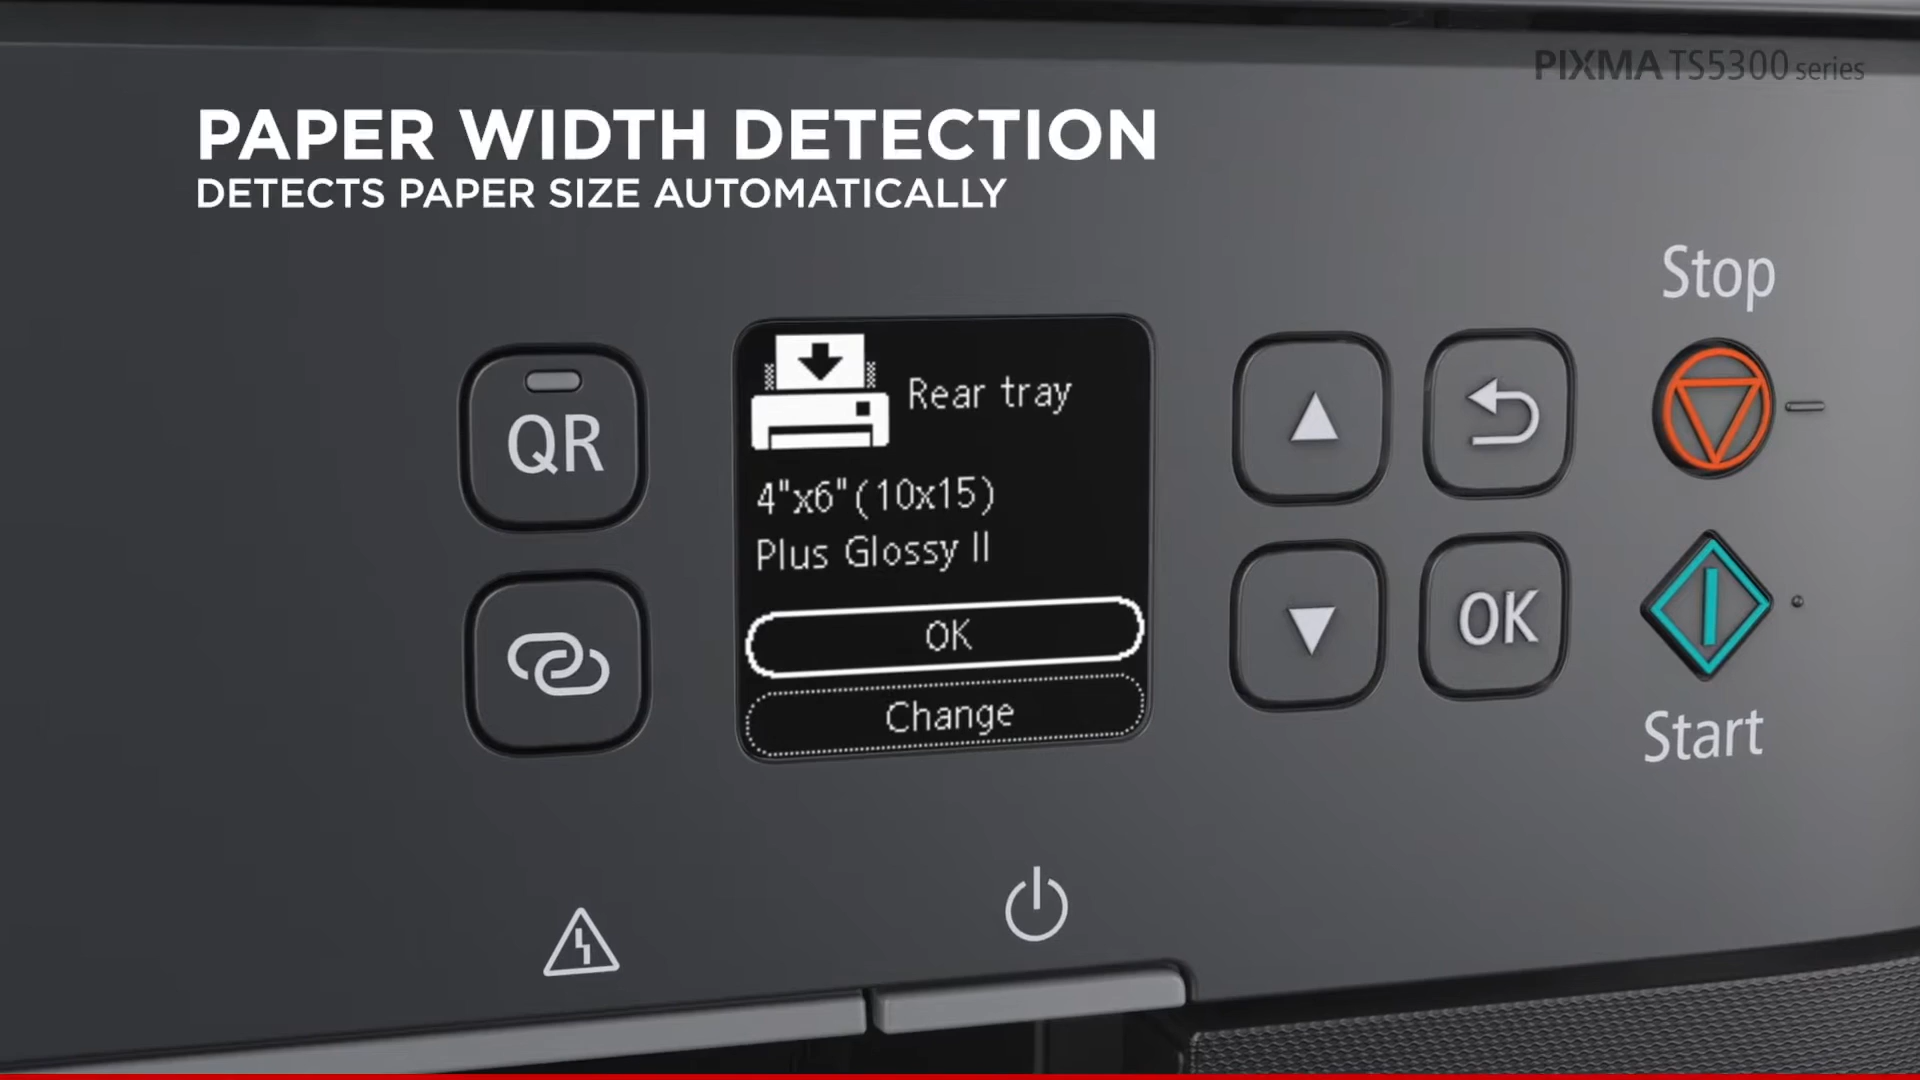 PIXMA TS5300 series
PAPER WIDTH DETECTION
DETECTS PAPER SIZE AUTOMATICALLY
Stop
QR
Rear tray
4"x6"(10x15)
Plus Glossy II
OK
OK
Change
Start